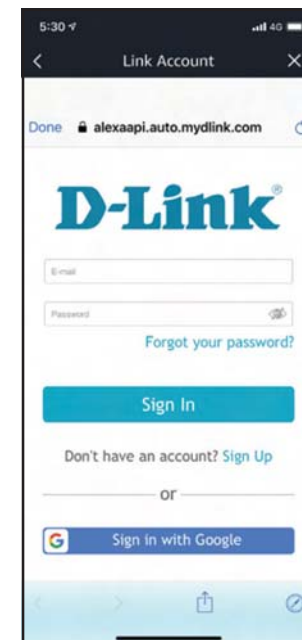 5:30
4G
Link Account
Done alexaapi.auto.mydlink.com
D-Link®
E-mail
Password
Forgot your password?
Sign In
Don't have an account? Sign Up
or
G Sign in with Google